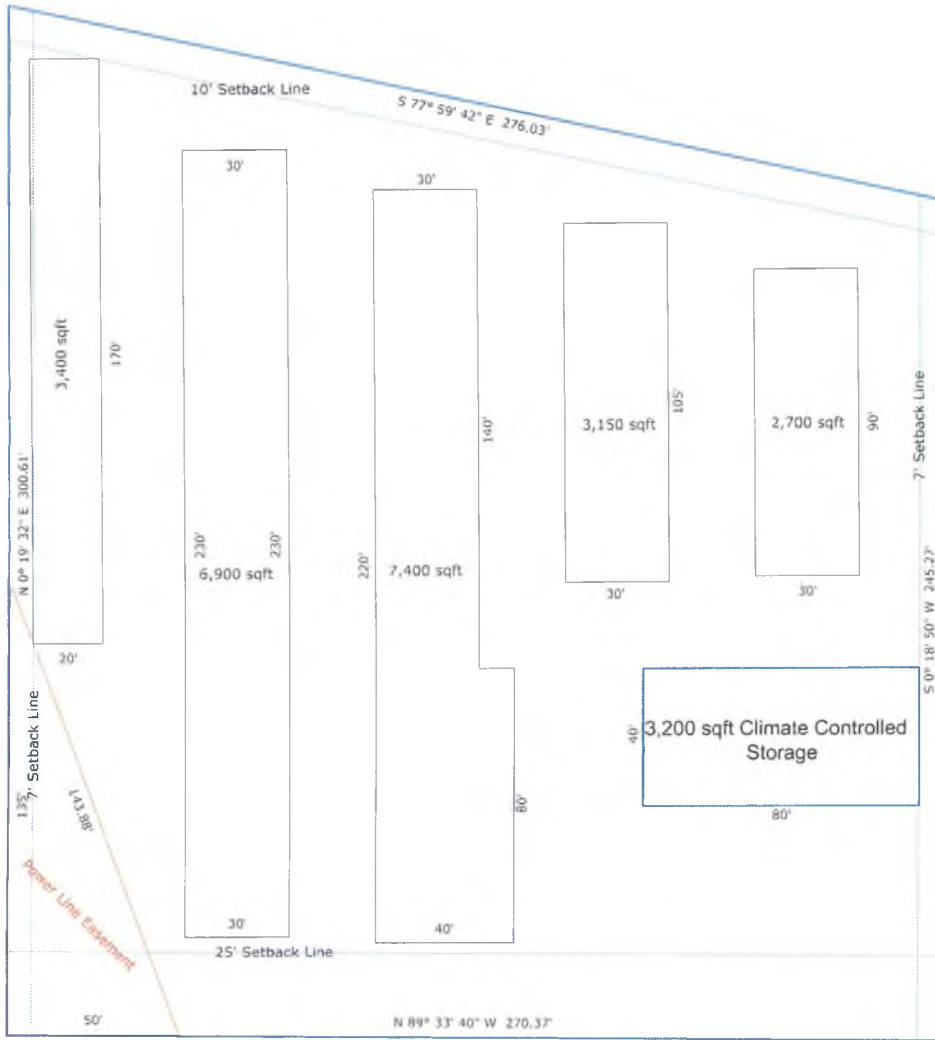 10' Setback Line
S 77° 59' 42" E 276.03'
30'
30'
3,400 sqft
170'
140'
3,150 sqft
105'
2,700 sqft
90'
7' Setback Line
N 0° 19' 32" E 300.61'
230'
230'
6,900 sqft
220'
7,400 sqft
30'
30'
S 0° 18' 50" W 245.27'
20'
7' Setback Line
40'
3,200 sqft Climate Controlled
Storage
80'
80'
135'
143.88'
Power Line Easement
30'
40'
25' Setback Line
50'
N 89° 33' 40" W 270.37'